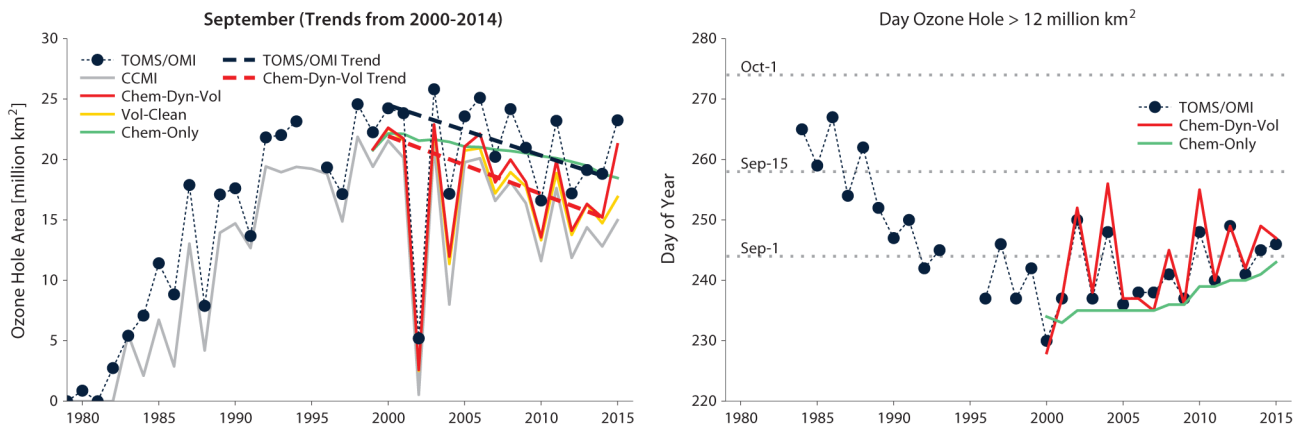 September (Trends from 2000-2014)
30
25
20
15
10
5
0
Ozone Hole Area [million km²]
TOMS/OMI
CCMI
Chem-Dyn-Vol
Vol-Clean
Chem-Only
TOMS/OMI Trend
Chem-Dyn-Vol Trend
1980 1985 1990 1995 2000 2005 2010 2015
Day Ozone Hole > 12 million km²
280
270
260
250
240
230
220
Day of Year
Oct-1
Sep-15
Sep-1
TOMS/OMI
Chem-Dyn-Vol
Chem-Only
1980 1985 1990 1995 2000 2005 2010 2015